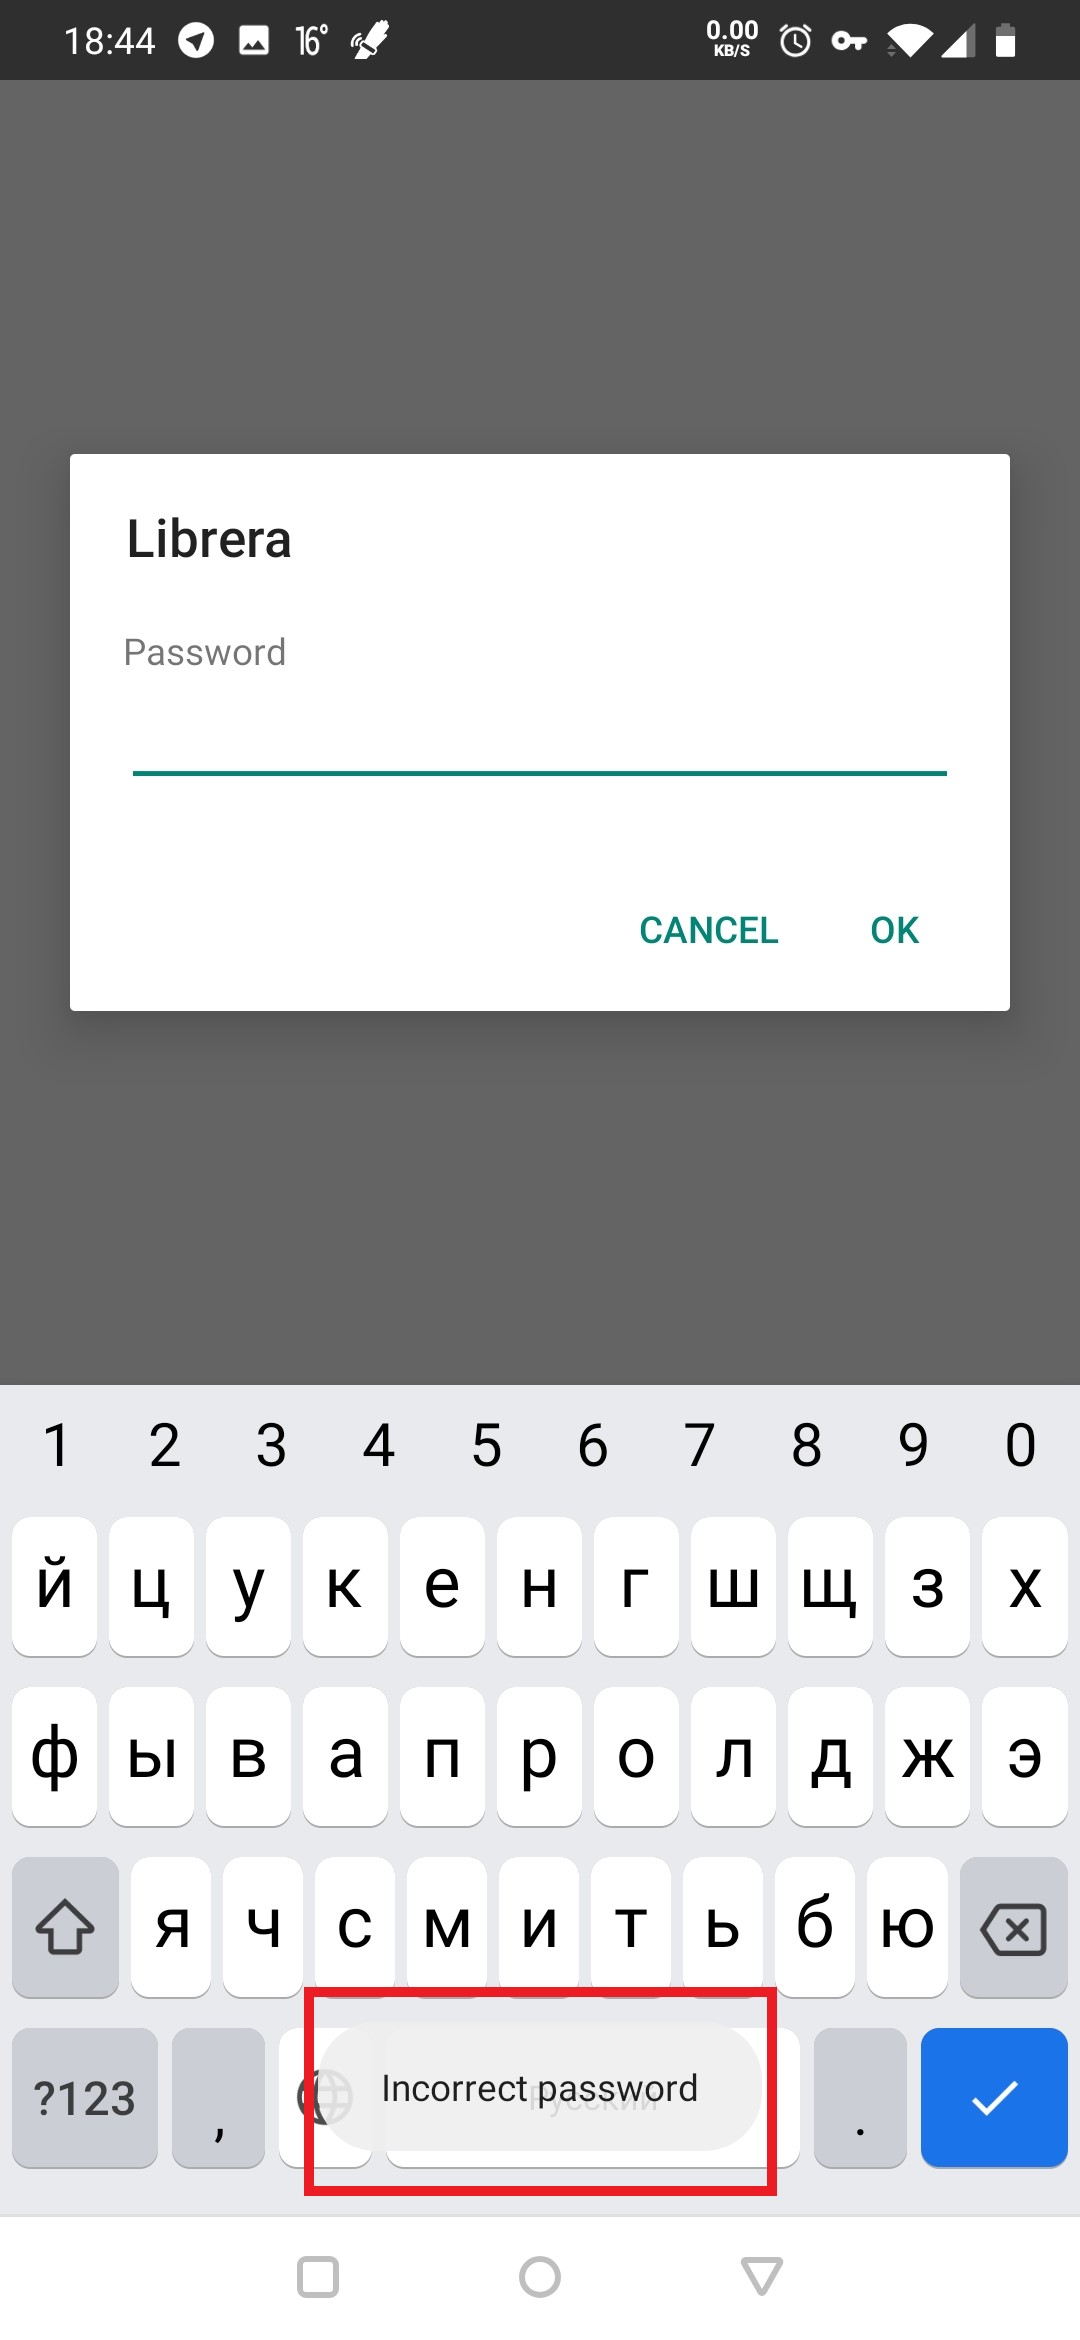 18:44 16° 0.00 KB/S
Librera
Password
CANCEL OK
1 2 3 4 5 6 7 8 9 0
й ц у к е н г ш щ з х
ф ы в а п р о л д ж э
я ч с м и т ь б ю
?123 , Русский .
Incorrect password